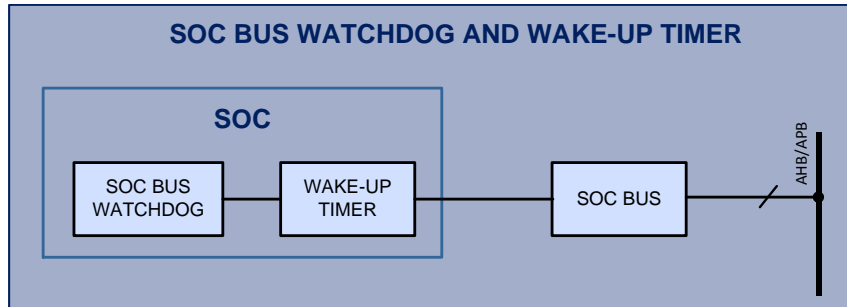 SOC BUS WATCHDOG AND WAKE-UP TIMER
SOC
SOC BUS
WATCHDOG
WAKE-UP
TIMER
SOC BUS
AHB/APB